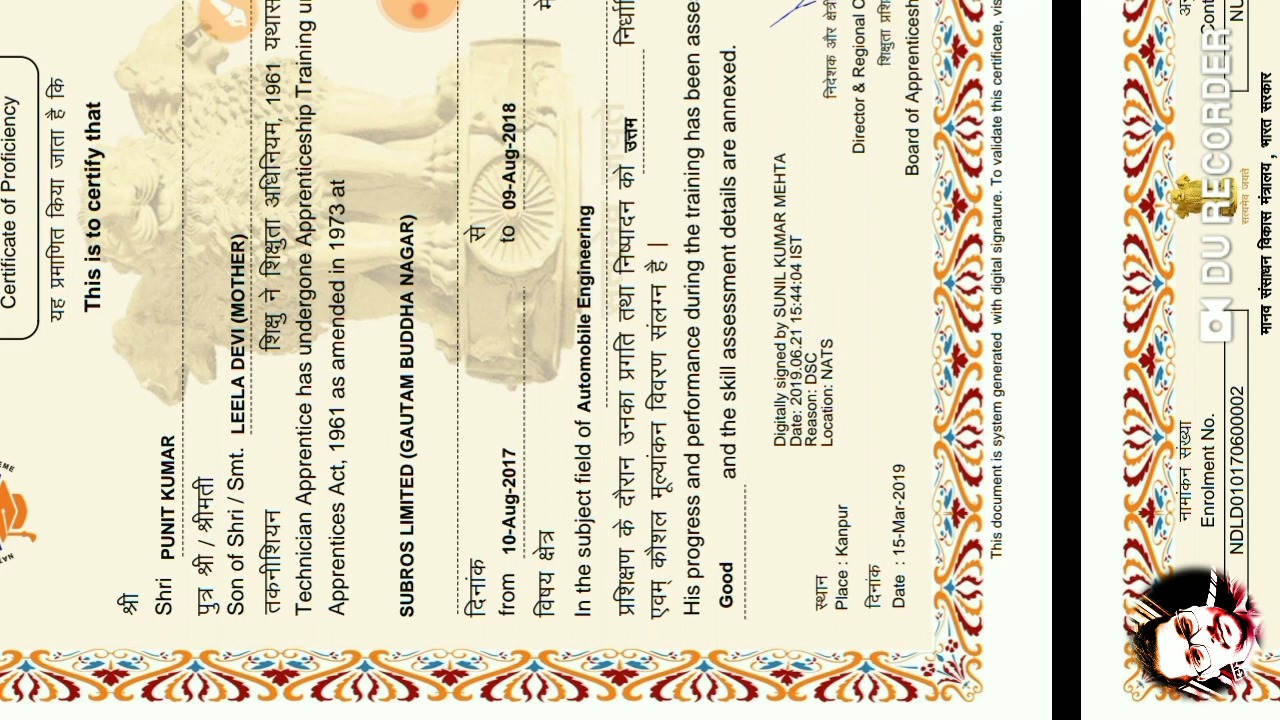 Certificate of Proficiency
यह प्रमाणित किया जाता है कि
This is to certify that
श्री
Shri PUNIT KUMAR
पुत्र श्री / श्रीमती
Son of Shri / Smt. LEELA DEVI (MOTHER)
तकनीशियन शिक्षु ने शिक्षुता अधिनियम, 1961
Technician Apprentice has undergone Apprenticeship Training
Apprentices Act, 1961 as amended in 1973 at
SUBROS LIMITED (GAUTAM BUDDHA NAGAR)
दिनांक से
from 10-Aug-2017 to 09-Aug-2018
विषय क्षेत्र में
In the subject field of Automobile Engineering
प्रशिक्षण के दौरान उनका प्रगति तथा निष्पादन को उत्तम
एवम् कौशल मूल्यांकन विवरण संलग्न है |
His progress and performance during the training has been
Good and the skill assessment details are annexed.
Digitally signed by SUNIL KUMAR MEHTA
Date: 2019.06.21 15:44:04 IST
Reason: DSC
Location: NATS
स्थान
Place : Kanpur
दिनांक
Date : 15-Mar-2019
निदेशक और
Director & Regional
शिक्षुता
Board of
This document is system generated with digital signature. To validate this certificate,
नामांकन संख्या
Enrolment No.
NDLD010170600002
DU RECORDER
सत्यमेव जयते
मानव संसाधन विकास मंत्रालय , भारत सरकार